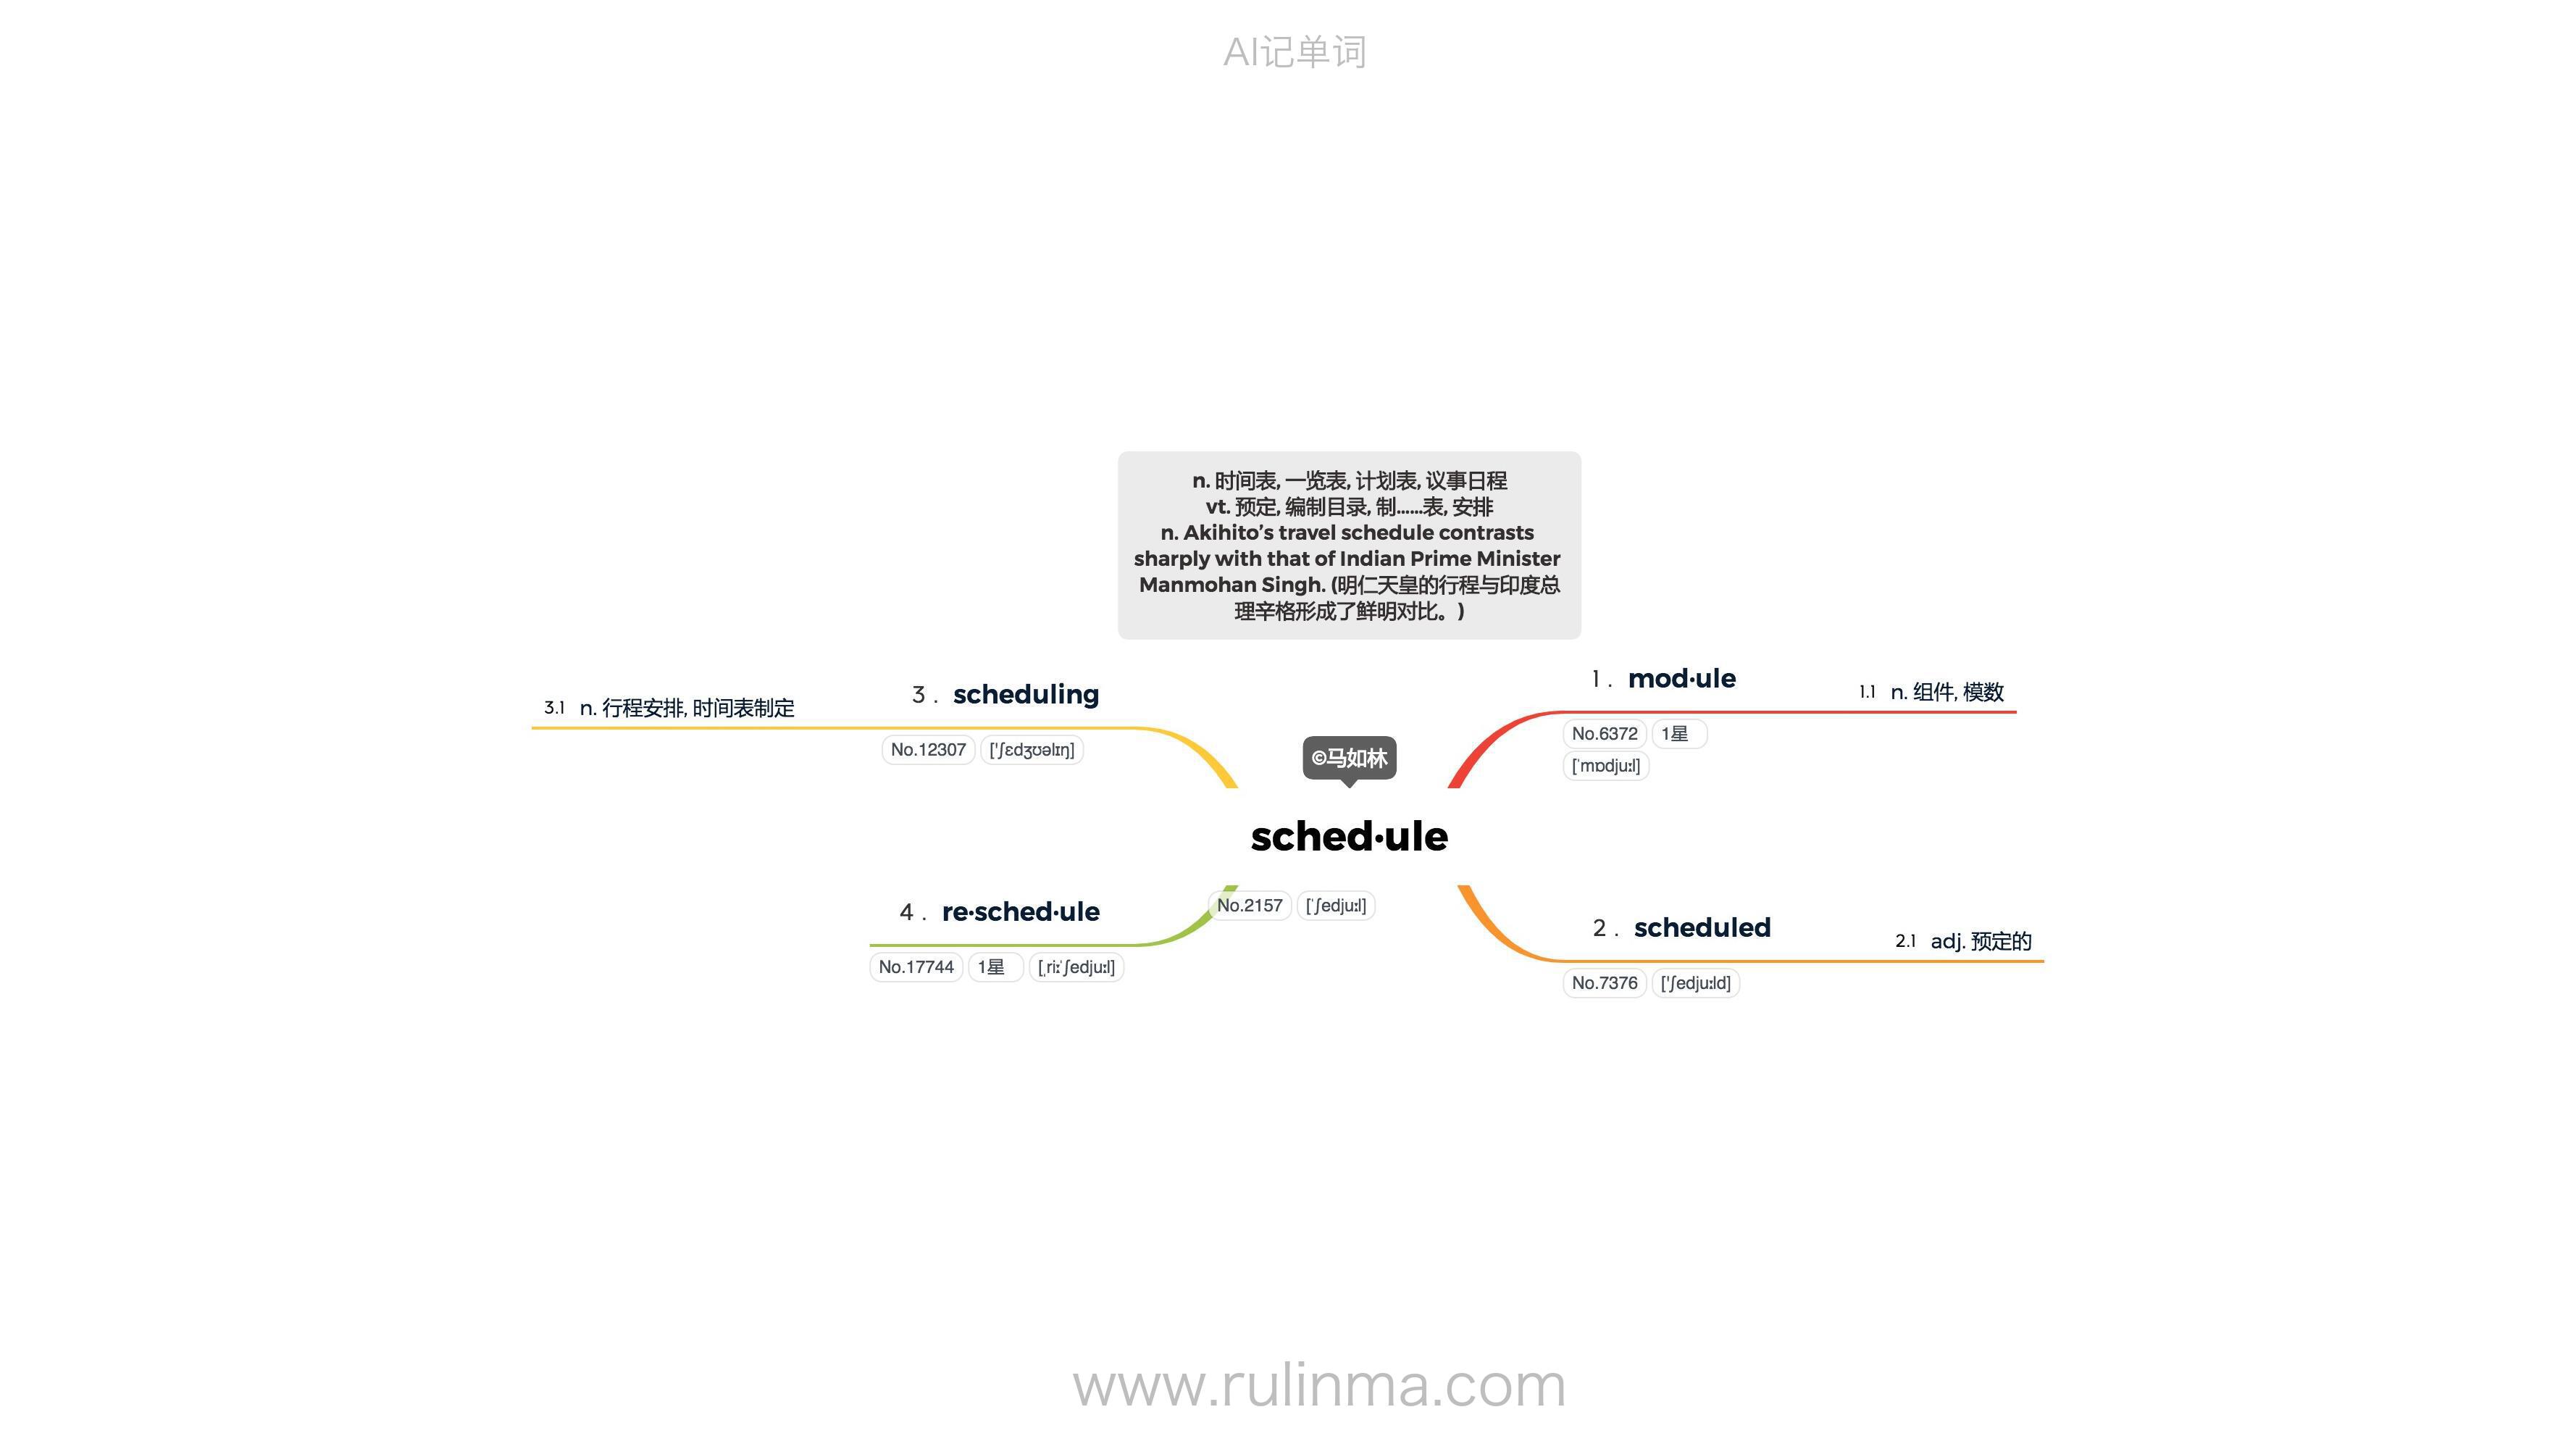 AI记单词
n. 时间表, 一览表, 计划表, 议事日程
vt. 预定, 编制目录, 制……表, 安排
n. Akihito’s travel schedule contrasts
sharply with that of Indian Prime Minister
Manmohan Singh. (明仁天皇的行程与印度总
理辛格形成了鲜明对比。)
©马如林
sched·ule
No.2157 [ˈʃedjuːl]
1. mod·ule
No.6372 1星
[ˈmɒdjuːl]
1.1 n. 组件, 模数
2. scheduled
No.7376 ['ʃedjuːld]
2.1 adj. 预定的
3. scheduling
No.12307 ['ʃɛdʒʊəlɪŋ]
3.1 n. 行程安排, 时间表制定
4. re·sched·ule
No.17744 1星 [ˌriːˈʃedjuːl]
www.rulinma.com